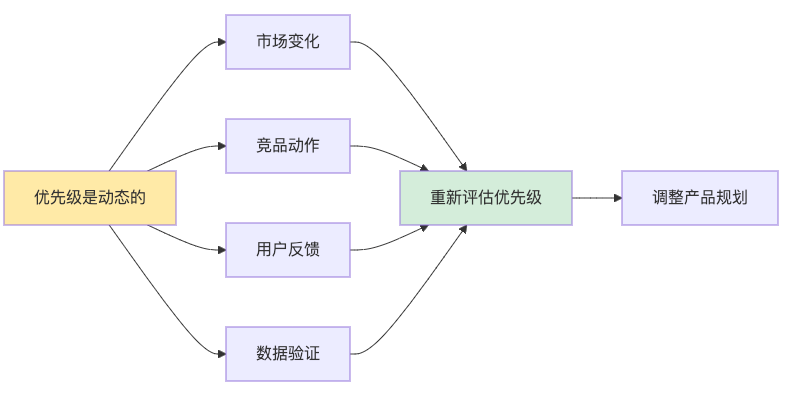 优先级是动态的
市场变化
竞品动作
用户反馈
数据验证
重新评估优先级
调整产品规划